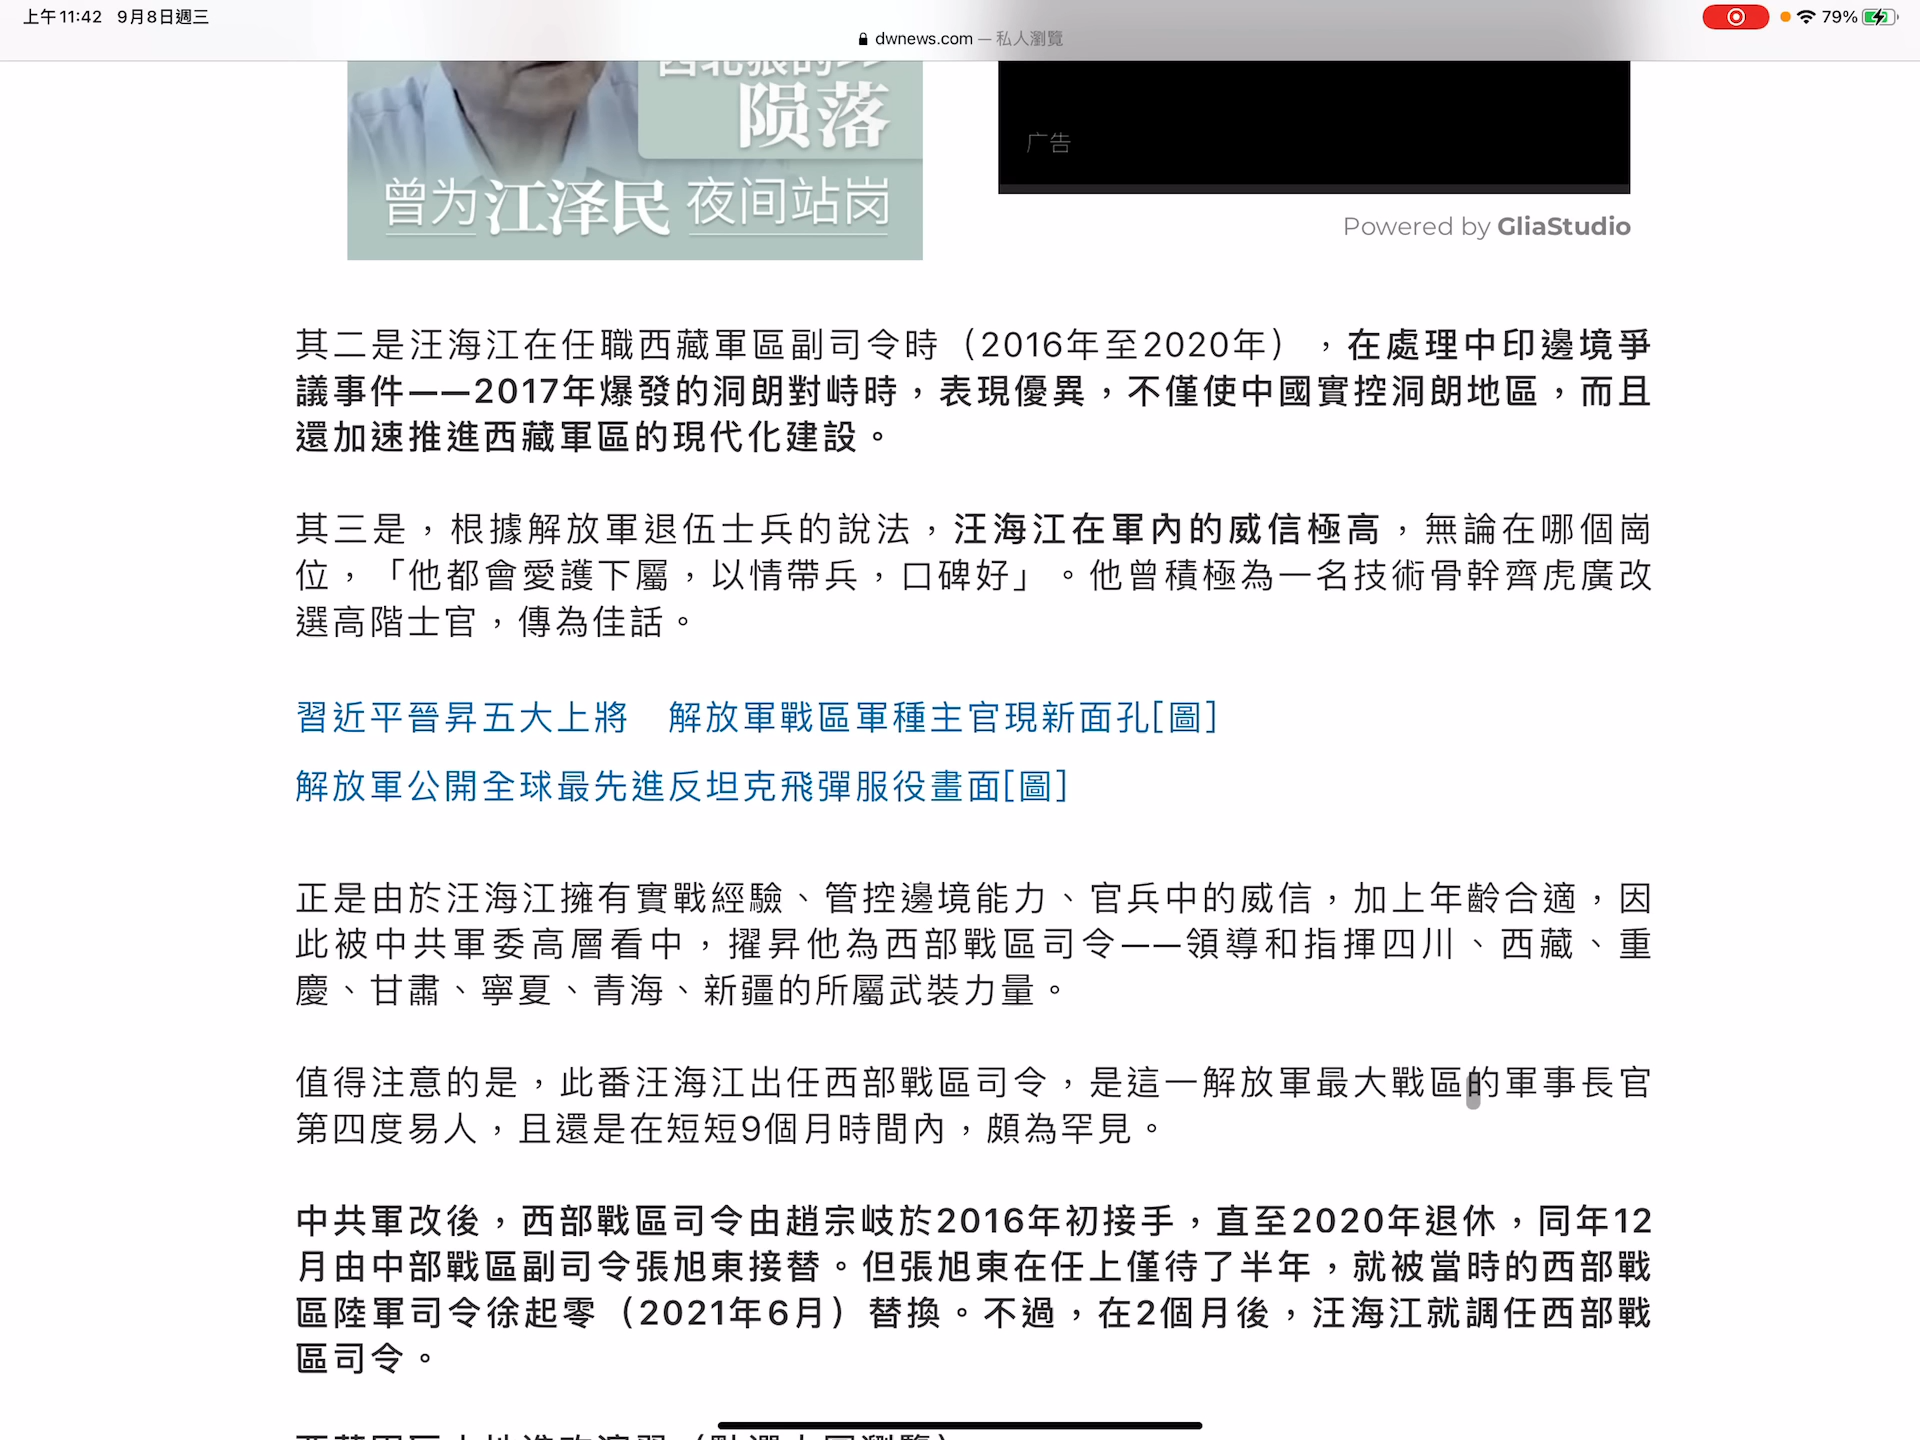 上午11:42 9月8日週三
79%
dwnews.com — 私人瀏覽
陨落
曾为江泽民 夜间站岗
广告
Powered by GliaStudio
其二是汪海江在任職西藏軍區副司令時（2016年至2020年），在處理中印邊境爭
議事件——2017年爆發的洞朗對峙時，表現優異，不僅使中國實控洞朗地區，而且
還加速推進西藏軍區的現代化建設。
其三是，根據解放軍退伍士兵的說法，汪海江在軍內的威信極高，無論在哪個崗
位，「他都會愛護下屬，以情帶兵，口碑好」。他曾積極為一名技術骨幹齊虎廣改
選高階士官，傳為佳話。
習近平晉昇五大上將　解放軍戰區軍種主官現新面孔[圖]
解放軍公開全球最先進反坦克飛彈服役畫面[圖]
正是由於汪海江擁有實戰經驗、管控邊境能力、官兵中的威信，加上年齡合適，因
此被中共軍委高層看中，擢昇他為西部戰區司令——領導和指揮四川、西藏、重
慶、甘肅、寧夏、青海、新疆的所屬武裝力量。
值得注意的是，此番汪海江出任西部戰區司令，是這一解放軍最大戰區的軍事長官
第四度易人，且還是在短短9個月時間內，頗為罕見。
中共軍改後，西部戰區司令由趙宗岐於2016年初接手，直至2020年退休，同年12
月由中部戰區副司令張旭東接替。但張旭東在任上僅待了半年，就被當時的西部戰
區陸軍司令徐起零（2021年6月）替換。不過，在2個月後，汪海江就調任西部戰
區司令。